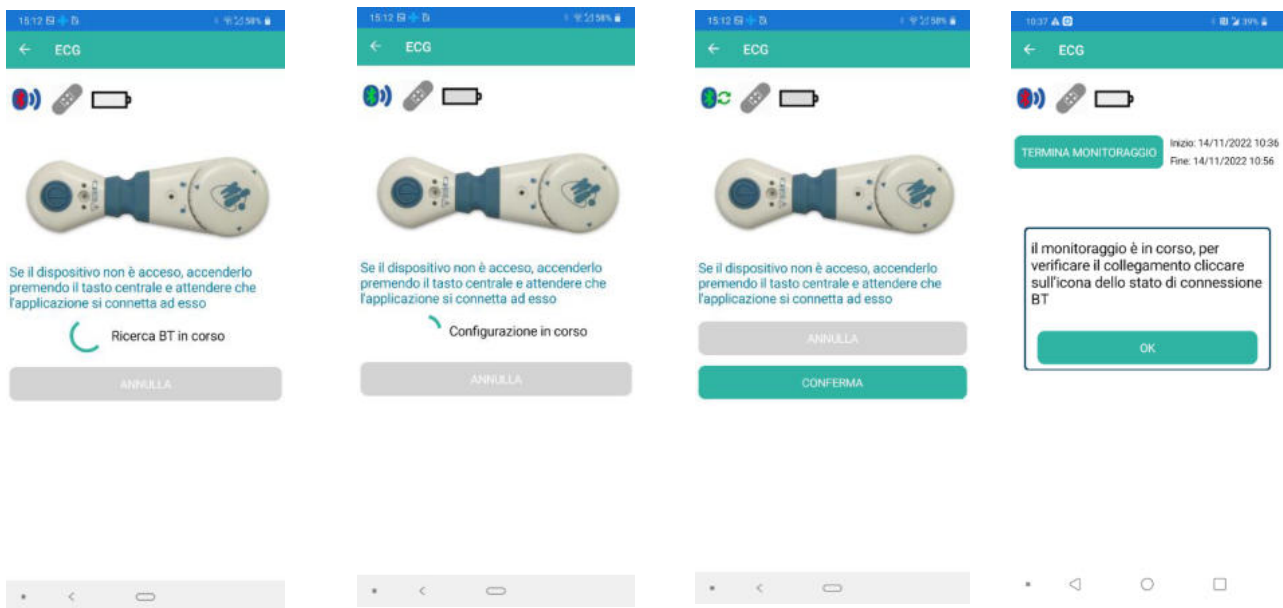 15:12
58%
ECG
Se il dispositivo non è acceso, accenderlo
premendo il tasto centrale e attendere che
l'applicazione si connetta ad esso
Ricerca BT in corso
ANNULLA
15:12
58%
ECG
Se il dispositivo non è acceso, accenderlo
premendo il tasto centrale e attendere che
l'applicazione si connetta ad esso
Configurazione in corso
ANNULLA
15:12
58%
ECG
Se il dispositivo non è acceso, accenderlo
premendo il tasto centrale e attendere che
l'applicazione si connetta ad esso
ANNULLA
CONFERMA
10:37
39%
ECG
TERMINA MONITORAGGIO
Inizio: 14/11/2022 10:36
Fine: 14/11/2022 10:56
il monitoraggio è in corso, per
verificare il collegamento cliccare
sull'icona dello stato di connessione
BT
OK